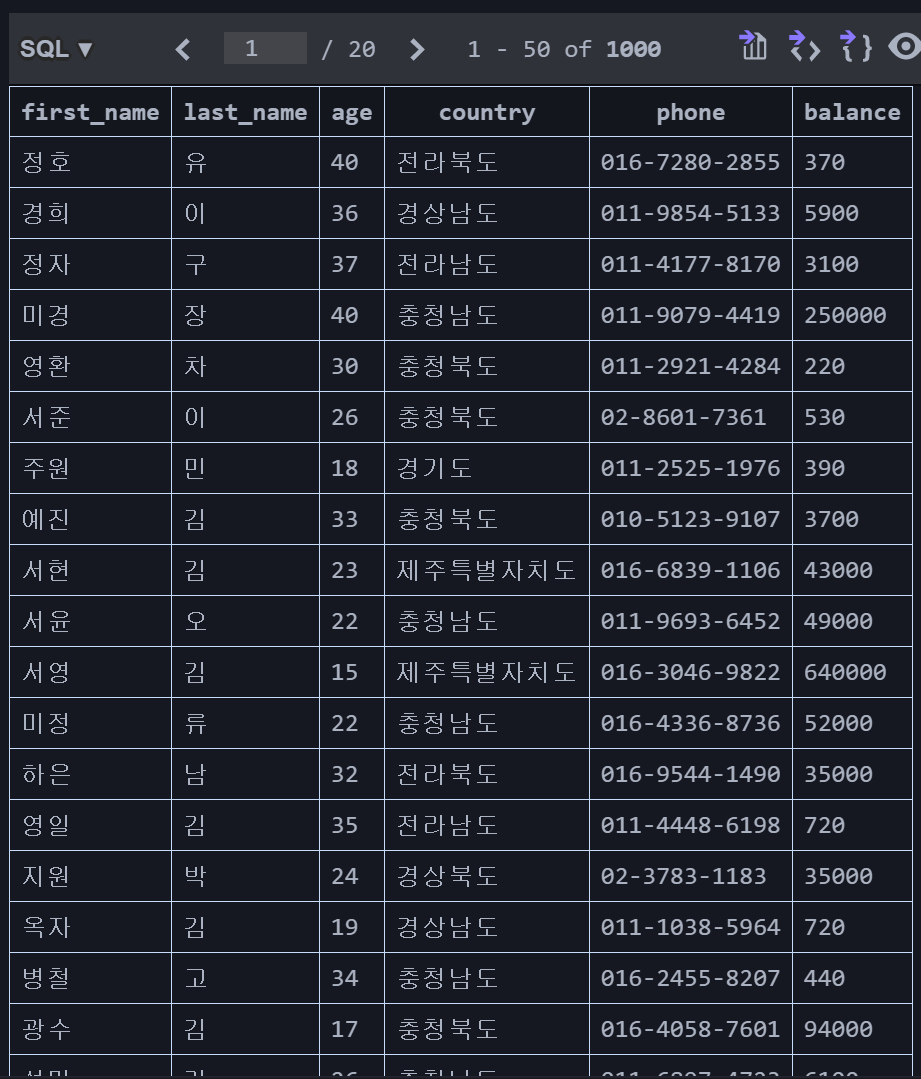 SQL ▼ 1 / 20 1 - 50 of 1000
first_name last_name age country phone balance
정호 유 40 전라북도 016-7280-2855 370
경희 이 36 경상남도 011-9854-5133 5900
정자 구 37 전라남도 011-4177-8170 3100
미경 장 40 충청남도 011-9079-4419 250000
영환 차 30 충청북도 011-2921-4284 220
서준 이 26 충청북도 02-8601-7361 530
주원 민 18 경기도 011-2525-1976 390
예진 김 33 충청북도 010-5123-9107 3700
서현 김 23 제주특별자치도 016-6839-1106 43000
서윤 오 22 충청남도 011-9693-6452 49000
서영 김 15 제주특별자치도 016-3046-9822 640000
미정 류 22 충청남도 016-4336-8736 52000
하은 남 32 전라북도 016-9544-1490 35000
영일 김 35 전라남도 011-4448-6198 720
지원 박 24 경상북도 02-3783-1183 35000
옥자 김 19 경상남도 011-1038-5964 720
병철 고 34 충청남도 016-2455-8207 440
광수 김 17 충청북도 016-4058-7601 94000